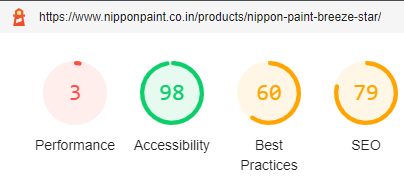 https://www.nipponpaint.co.in/products/nippon-paint-breeze-star/
3 98 60 79
Performance Accessibility Best Practices SEO